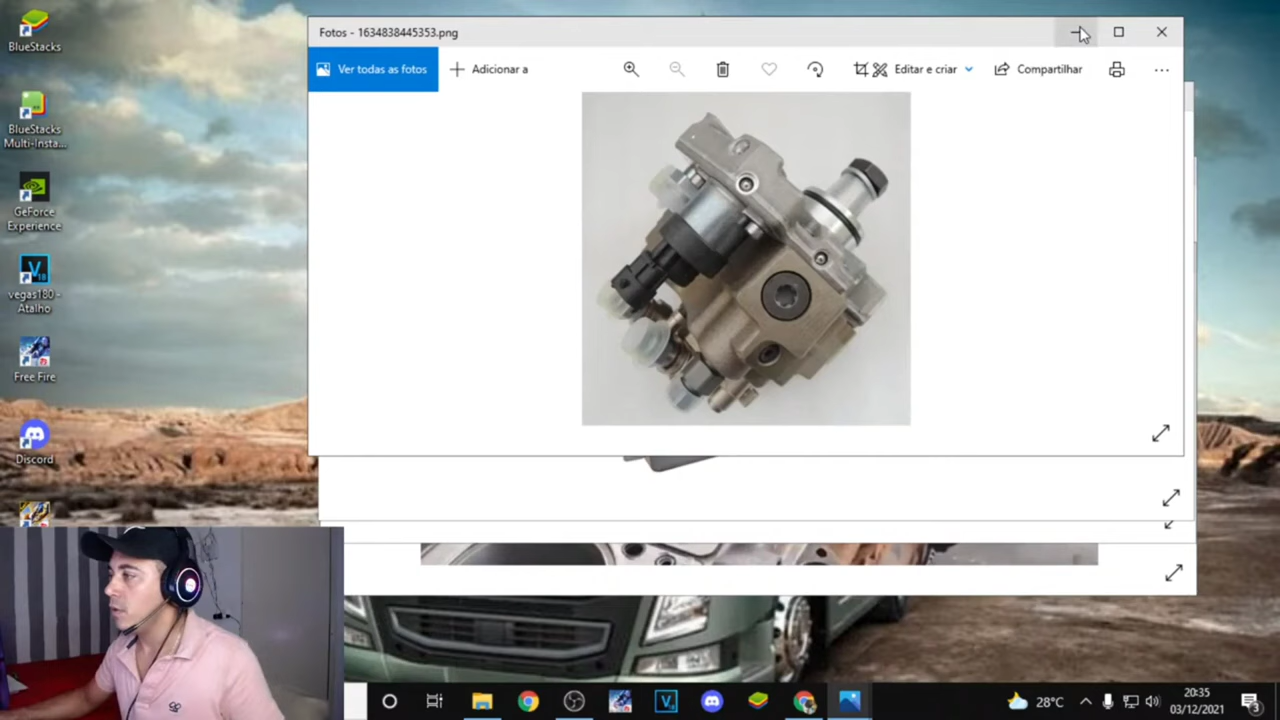 BlueStacks
BlueStacks
Multi-Insta...
GeForce
Experience
vegas180 -
Atalho
Free Fire
Discord
Fotos - 1634838445353.png
Ver todas as fotos
Adicionar a
Editar e criar
Compartilhar
28°C
20:35
03/12/2021
3